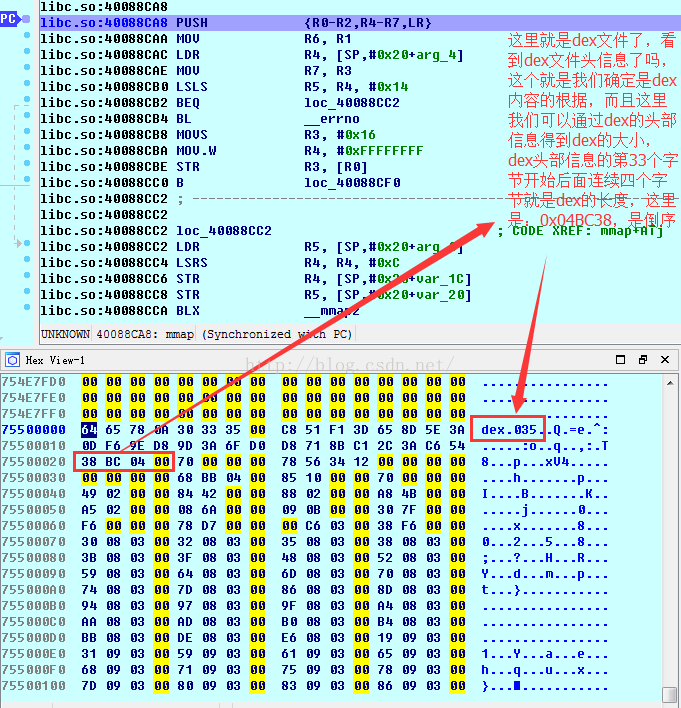 libc.so:40088CA8
PC libc.so:40088CA8 PUSH {R0-R2,R4-R7,LR}
libc.so:40088CAA MOV R6, R1
libc.so:40088CAC LDR R4, [SP,#0x20+arg_4]
libc.so:40088CAE MOV R7, R3
libc.so:40088CB0 LSLS R5, R4, #0x14
libc.so:40088CB2 BEQ loc_40088CC2
libc.so:40088CB4 BL __errno
libc.so:40088CB8 MOVS R3, #0x16
libc.so:40088CBA MOV.W R4, #0xFFFFFFFF
libc.so:40088CBE STR R3, [R0]
libc.so:40088CC0 B loc_40088CF0
libc.so:40088CC2 ; ---------------------------
libc.so:40088CC2
libc.so:40088CC2 loc_40088CC2 ; CODE XREF: mmap+A↑j
libc.so:40088CC2 LDR R5, [SP,#0x20+arg_
libc.so:40088CC4 LSRS R4, R4, #0xC
libc.so:40088CC6 STR R4, [SP,#0x20+var_1C]
libc.so:40088CC8 STR R5, [SP,#0x20+var_20]
libc.so:40088CCA BLX __mmap2
这里就是dex文件了，看
到dex文件头信息了吗，
这个就是我们确定是dex
内容的根据，而且这里
我们可以通过dex的头部
信息得到dex的大小，
dex头部信息的第33个字
节开始后面连续四个字
节就是dex的长度，这里
是：0x04BC38，是倒序
UNKNOWN 40088CA8: mmap (Synchronized with PC)
Hex View-1
http://blog.csdn.net/
754E7FD0 00 00 00 00 00 00 00 00 00 00 00 00 00 00 00 00 ................
754E7FE0 00 00 00 00 00 00 00 00 00 00 00 00 00 00 00 00 ................
754E7FF0 00 00 00 00 00 00 00 00 00 00 00 00 00 00 00 00 ................
75500000 64 65 78 0A 30 33 35 00 C8 51 F1 3D 65 8D 5E 3A dex.035..Q.=e.^:
75500010 0D F6 9E D8 9D 3A 6F D0 D8 71 8B C1 2C 3A C6 54 .....:o..q..,:.T
75500020 38 BC 04 00 70 00 00 00 78 56 34 12 00 00 00 00 8...p...xV4.....
75500030 00 00 00 00 68 BB 04 00 85 10 00 00 70 00 00 00 ....h.......p...
75500040 49 02 00 00 84 42 00 00 88 02 00 00 A8 4B 00 00 I....B.......K..
75500050 A5 02 00 00 08 6A 00 00 09 0B 00 00 30 7F 00 00 .....j......0...
75500060 F6 00 00 00 78 D7 00 00 00 C6 03 00 38 F6 00 00 ....x.......8...
75500070 30 08 03 00 32 08 03 00 35 08 03 00 38 08 03 00 0...2...5...8...
75500080 3B 08 03 00 3F 08 03 00 48 08 03 00 52 08 03 00 ;...?...H...R...
75500090 59 08 03 00 64 08 03 00 6D 08 03 00 70 08 03 00 Y...d...m...p...
755000A0 74 08 03 00 7D 08 03 00 86 08 03 00 8D 08 03 00 t...}...........
755000B0 94 08 03 00 97 08 03 00 9F 08 03 00 A4 08 03 00 ................
755000C0 AA 08 03 00 AD 08 03 00 B0 08 03 00 B4 08 03 00 ................
755000D0 BB 08 03 00 DE 08 03 00 E6 08 03 00 19 09 03 00 ................
755000E0 31 09 03 00 59 09 03 00 61 09 03 00 65 09 03 00 1...Y...a...e...
755000F0 68 09 03 00 71 09 03 00 75 09 03 00 78 09 03 00 h...q...u...x...
75500100 7D 09 03 00 80 09 03 00 83 09 03 00 86 09 03 00 }...